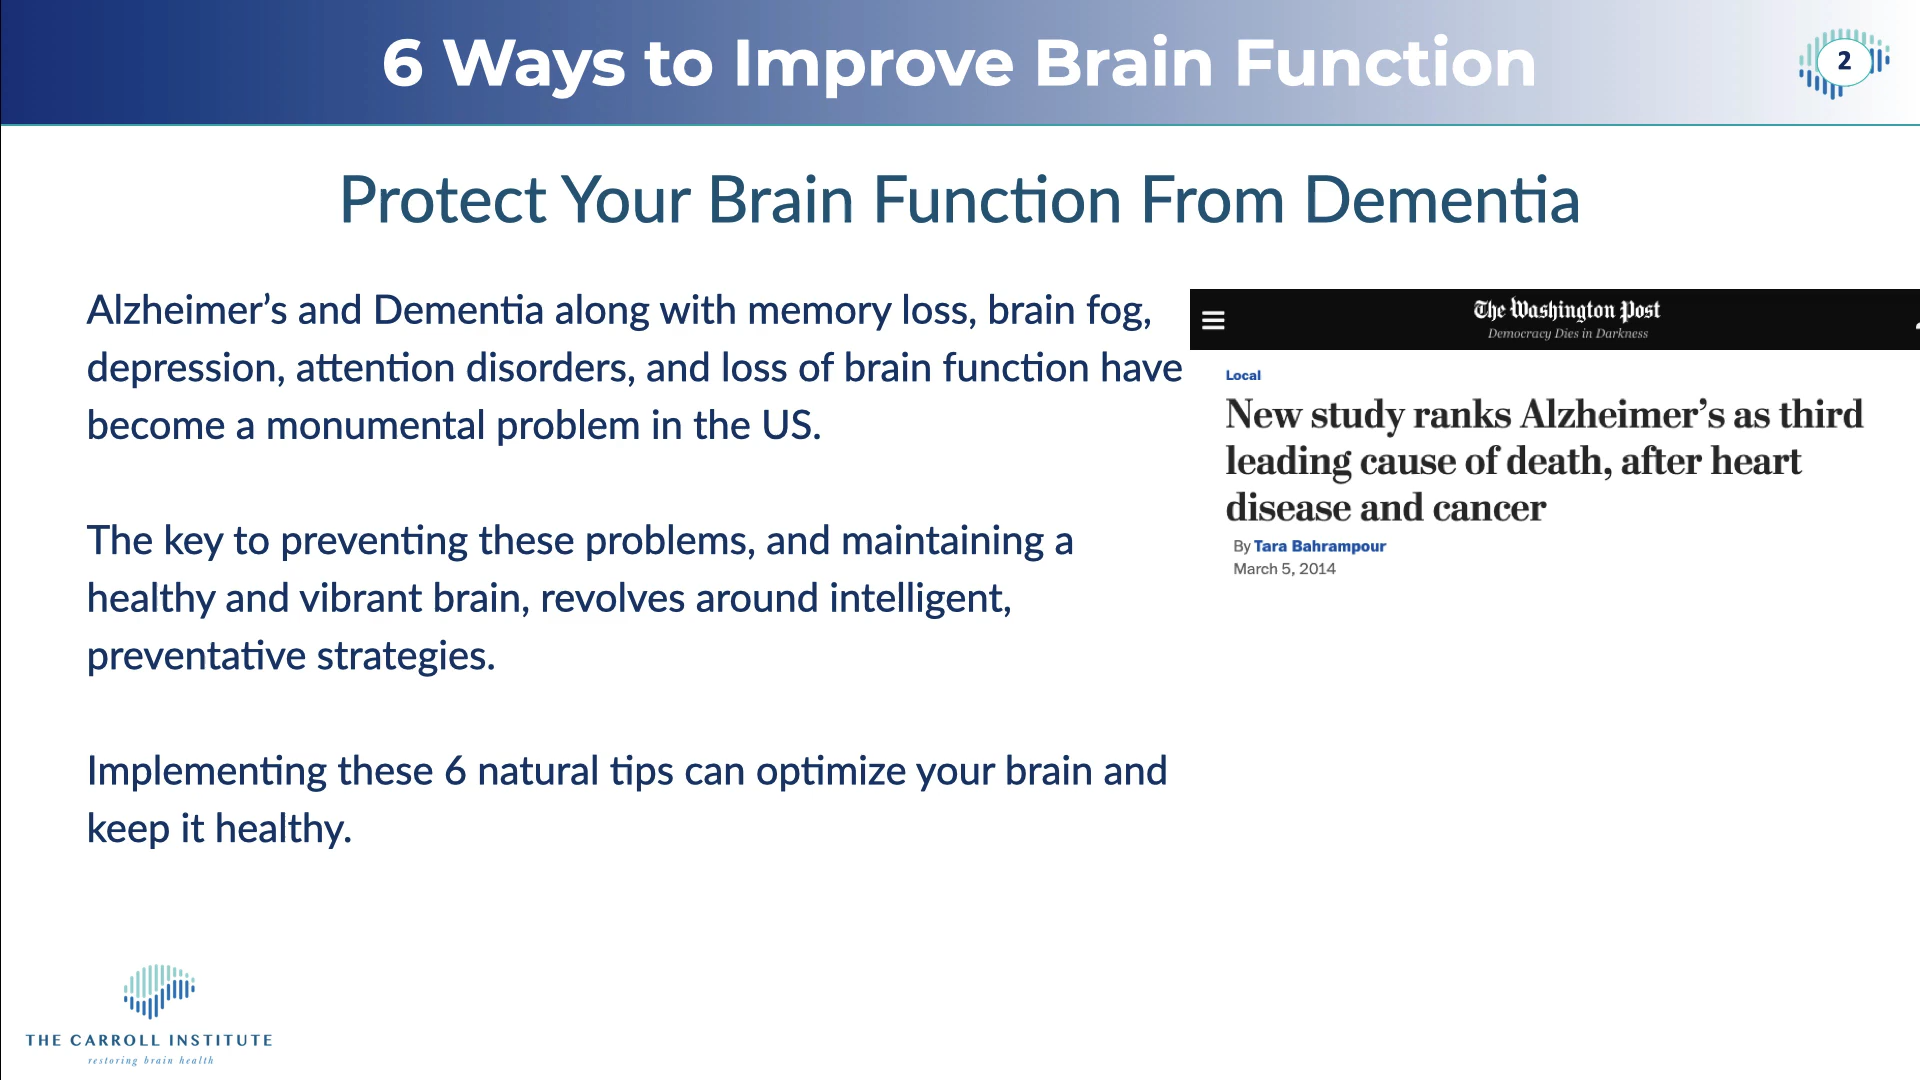 6 Ways to Improve Brain Function
2
Protect Your Brain Function From Dementia
Alzheimer’s and Dementia along with memory loss, brain fog,
depression, attention disorders, and loss of brain function have
become a monumental problem in the US.
The key to preventing these problems, and maintaining a
healthy and vibrant brain, revolves around intelligent,
preventative strategies.
Implementing these 6 natural tips can optimize your brain and
keep it healthy.
The Washington Post
Democracy Dies in Darkness
Local
New study ranks Alzheimer’s as third
leading cause of death, after heart
disease and cancer
By Tara Bahrampour
March 5, 2014
THE CARROLL INSTITUTE
restoring brain health